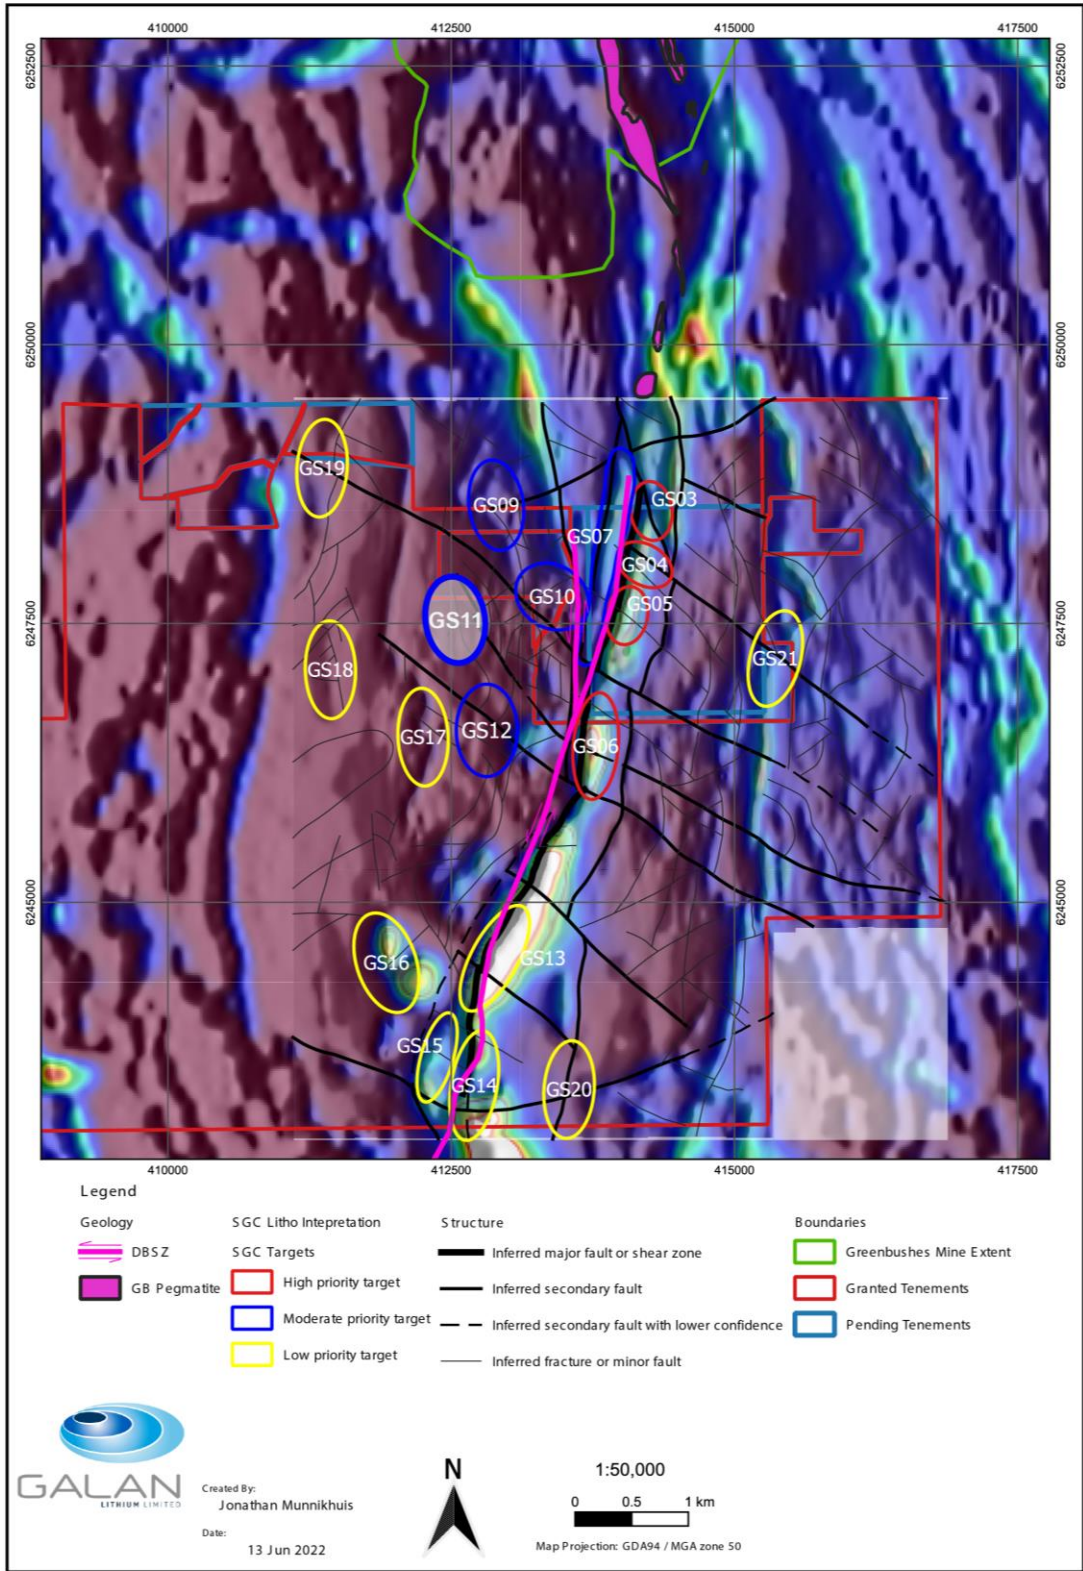 410000
412500
415000
417500
6252500
6252500
6250000
6250000
GS19
GS09
GS03
GS07
GS04
GS10
GS05
GS11
6247500
6247500
GS21
GS18
GS12
GS17
GS06
6245000
6245000
GS16
GS13
GS15
GS14
GS20
410000
412500
415000
417500
Legend
Geology
DBSZ
GB Pegmatite
SGC Litho Intepretation
SGC Targets
High priority target
Moderate priority target
Low priority target
Structure
Inferred major fault or shear zone
Inferred secondary fault
Inferred secondary fault with lower confidence
Inferred fracture or minor fault
Boundaries
Greenbushes Mine Extent
Granted Tenements
Pending Tenements
GALAN
LITHIUM LIMITED
Created By:
Jonathan Munnikhuis
Date:
13 Jun 2022
N
1:50,000
0 0.5 1 km
Map Projection: GDA94 / MGA zone 50